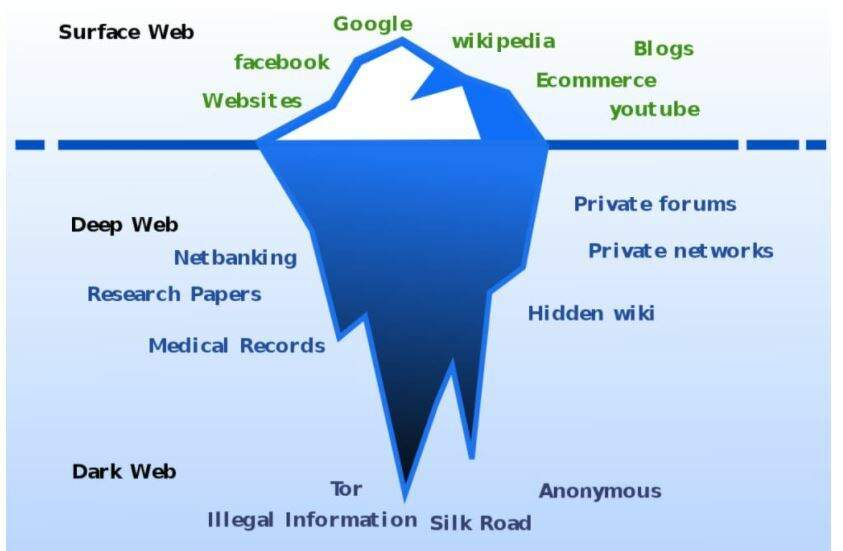 Surface Web
Google
wikipedia
Blogs
facebook
Ecommerce
Websites
youtube
Private forums
Deep Web
Private networks
Netbanking
Research Papers
Hidden wiki
Medical Records
Dark Web
Tor
Anonymous
Illegal Information
Silk Road